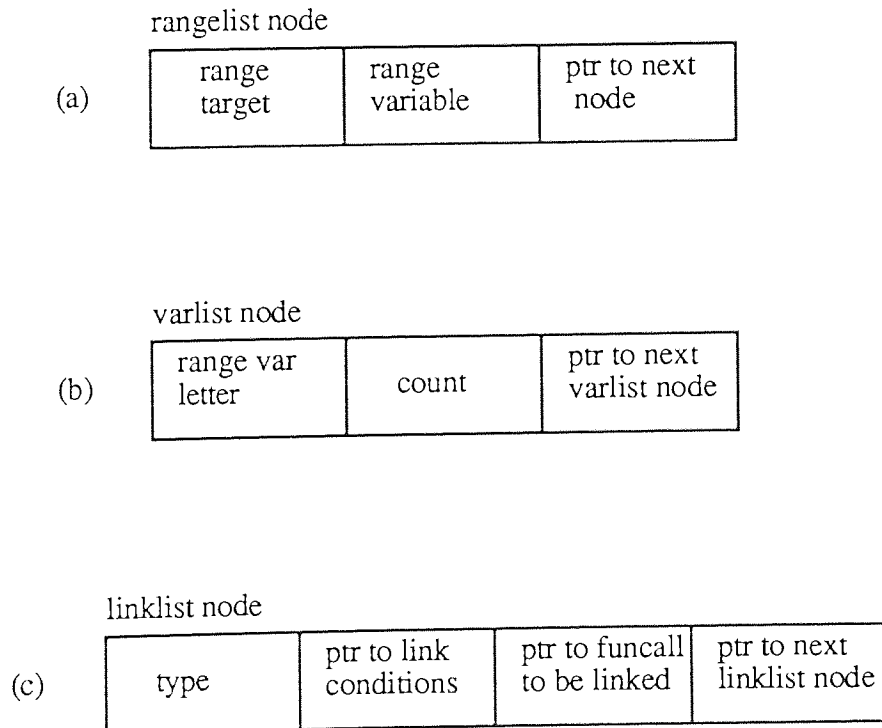 rangelist node
(a)
range target
range variable
ptr to next node
varlist node
(b)
range var letter
count
ptr to next varlist node
linklist node
(c)
type
ptr to link conditions
ptr to funcall to be linked
ptr to next linklist node